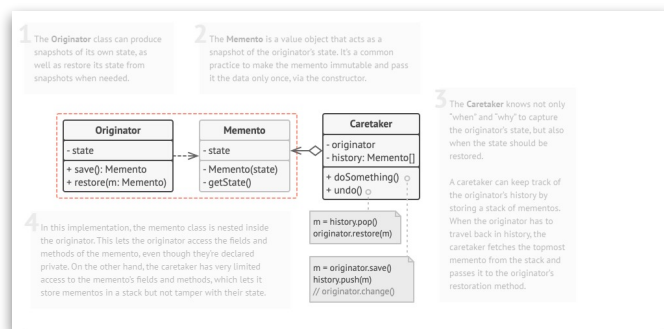 1 The Originator class can produce
snapshots of its own state, as
well as restore its state from
snapshots when needed.
2 The Memento is a value object that acts as a
snapshot of the originator's state. It's a common
practice to make the memento immutable and pass
it the data only once, via the constructor.
3 The Caretaker knows not only
"when" and "why" to capture
the originator's state, but also
when the state should be
restored.
A caretaker can keep track of
the originator's history by
storing a stack of mementos.
When the originator has to
travel back in history, the
caretaker fetches the topmost
memento from the stack and
passes it to the originator's
restoration method.
Originator
- state
+ save(): Memento
+ restore(m: Memento)
Memento
- state
- Memento(state)
- getState()
Caretaker
- originator
- history: Memento[]
+ doSomething()
+ undo()
m = history.pop()
originator.restore(m)
m = originator.save()
history.push(m)
// originator.change()
4 In this implementation, the memento class is nested inside
the originator. This lets the originator access the fields and
methods of the memento, even though they're declared
private. On the other hand, the caretaker has very limited
access to the memento's fields and methods, which lets it
store mementos in a stack but not tamper with their state.